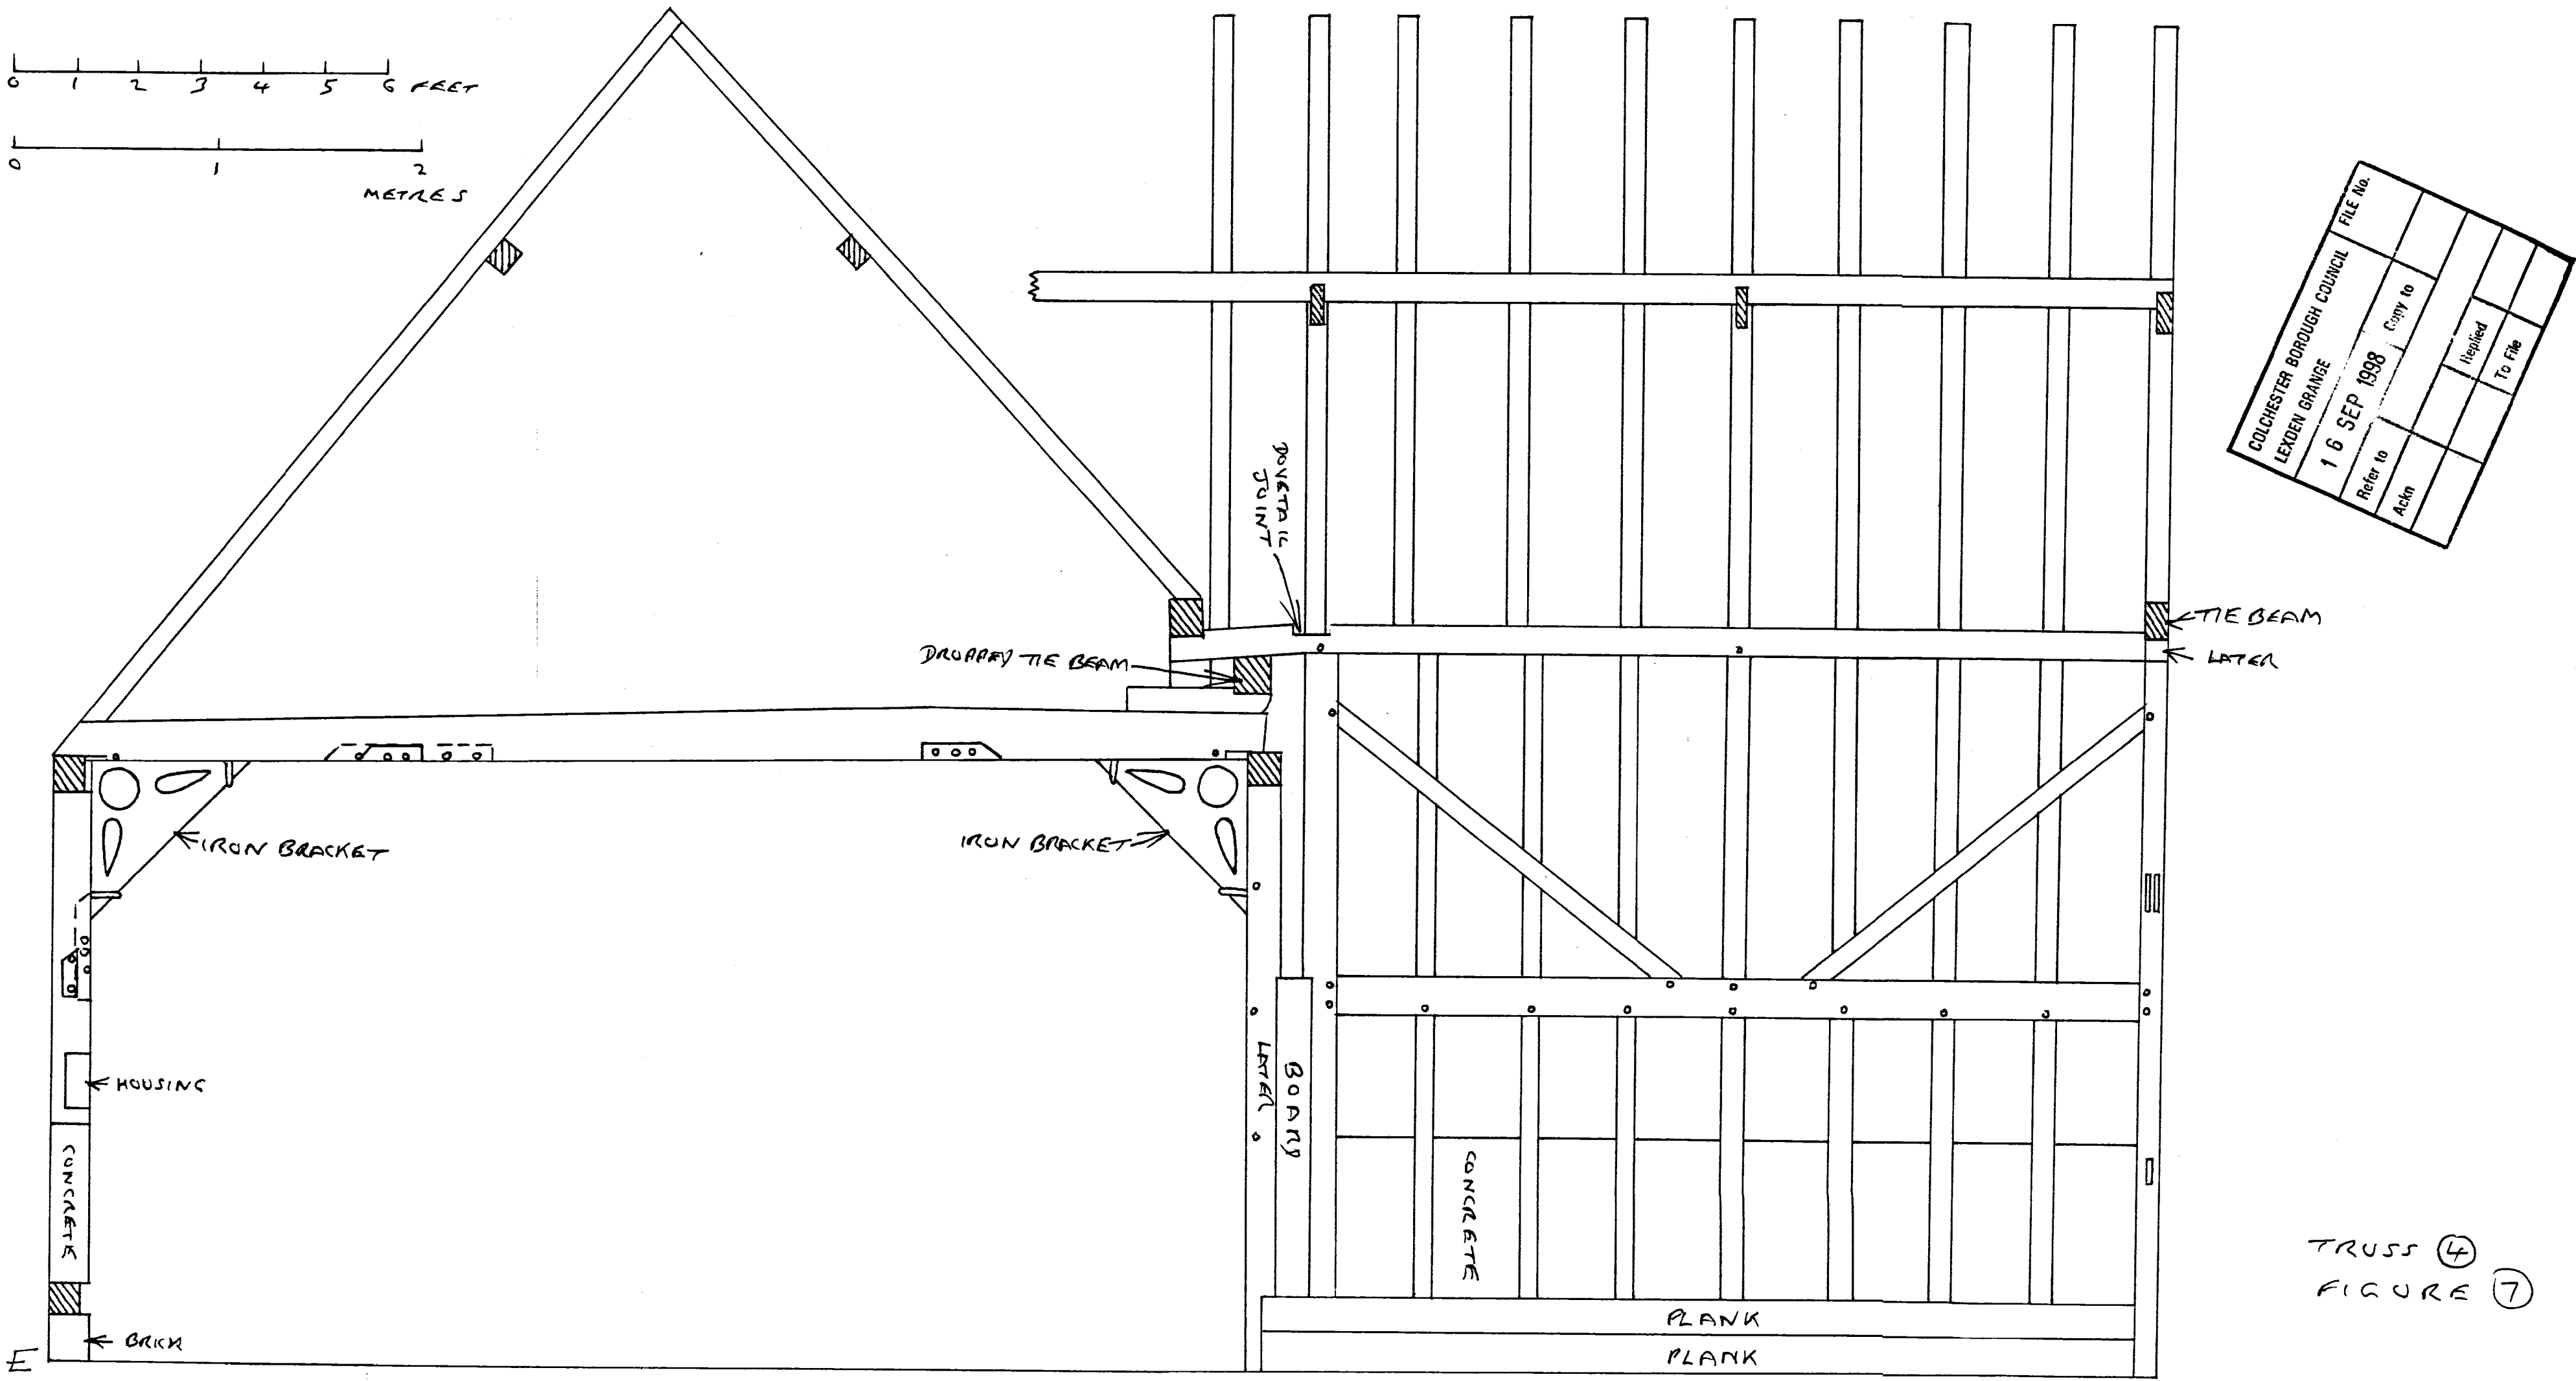 0 1 2 3 4 5 6 FEET
0 1 2
METRES
COLCHESTER BOROUGH COUNCIL
LEXDEN GRANGE
16 SEP 1998
FILE No.
Refer to
Copy to
Ackn
Replied
To File
DOVETAIL
JOINT
DROPPED TIE BEAM
TIE BEAM
LATER
IRON BRACKET
IRON BRACKET
HOUSING
LATER
BOARD
CONCRETE
CONCRETE
BRICK
E
PLANK
PLANK
TRUSS 4
FIGURE 7